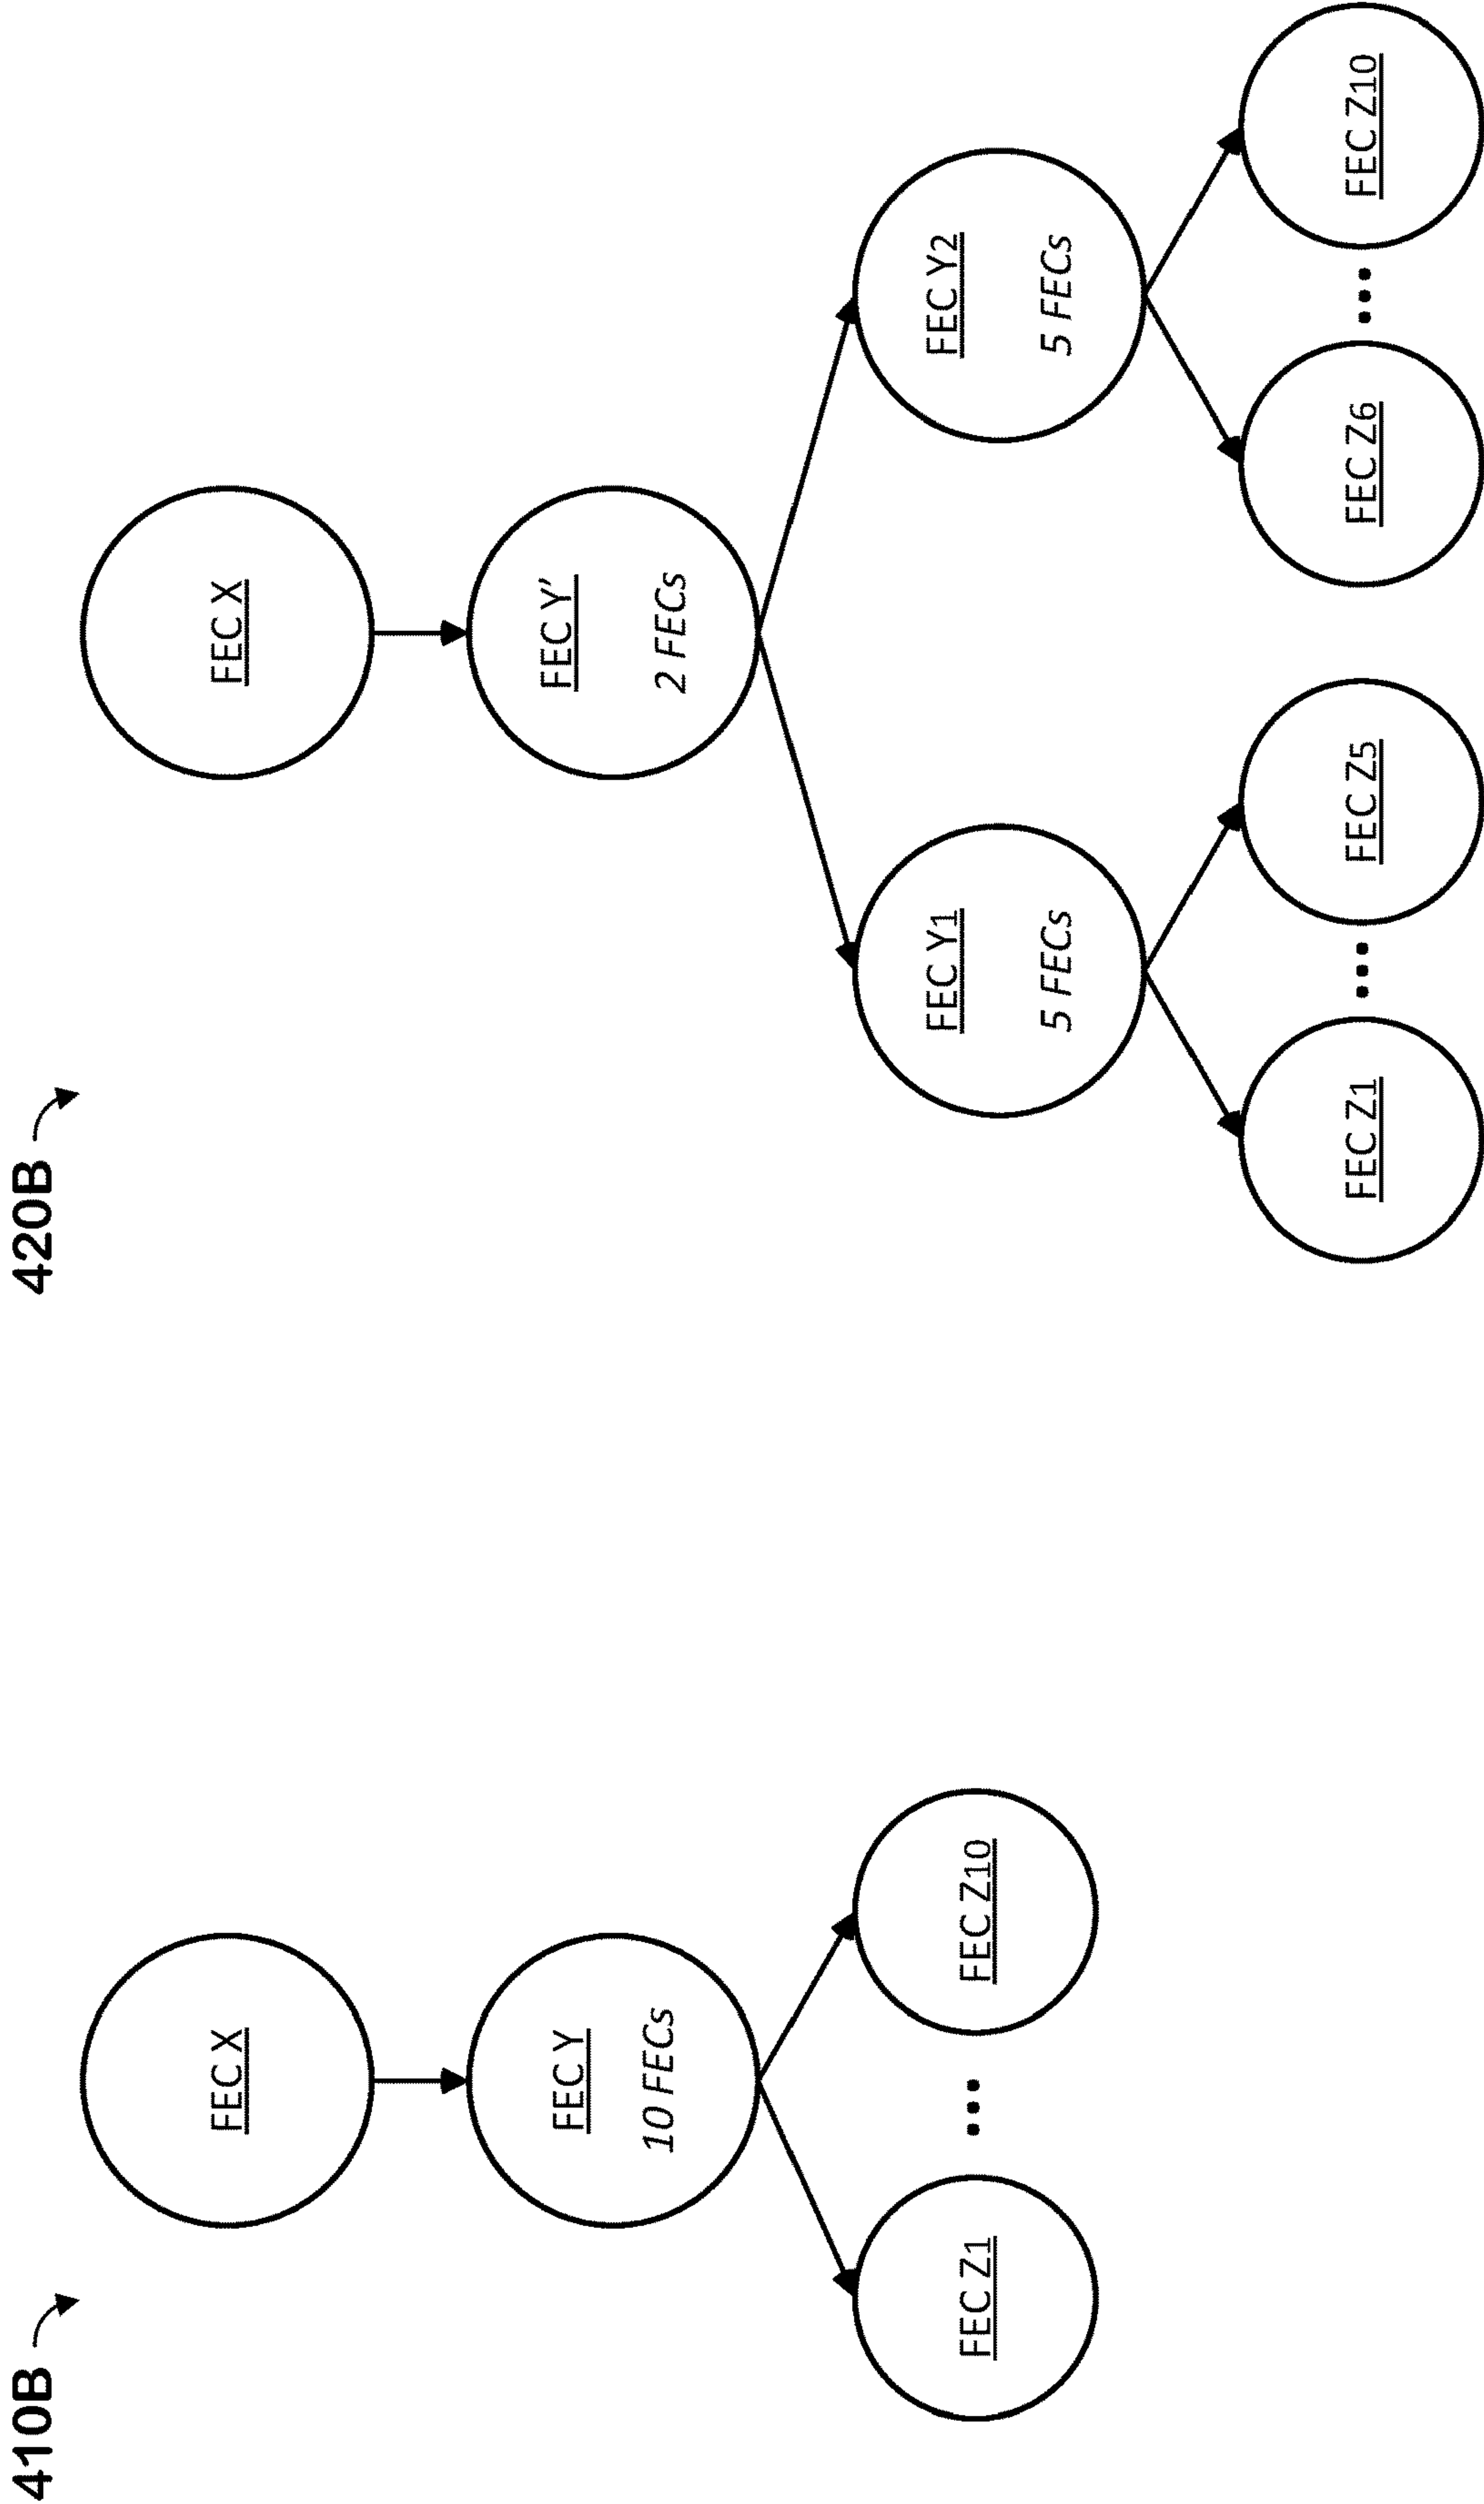 410B
FEC X
FEC Y
10 FECs
FEC Z1
...
FEC Z10
420B
FEC X
FEC Y'
2 FECs
FEC Y1
5 FECs
FEC Y2
5 FECs
FEC Z1
...
FEC Z5
FEC Z6
...
FEC Z10